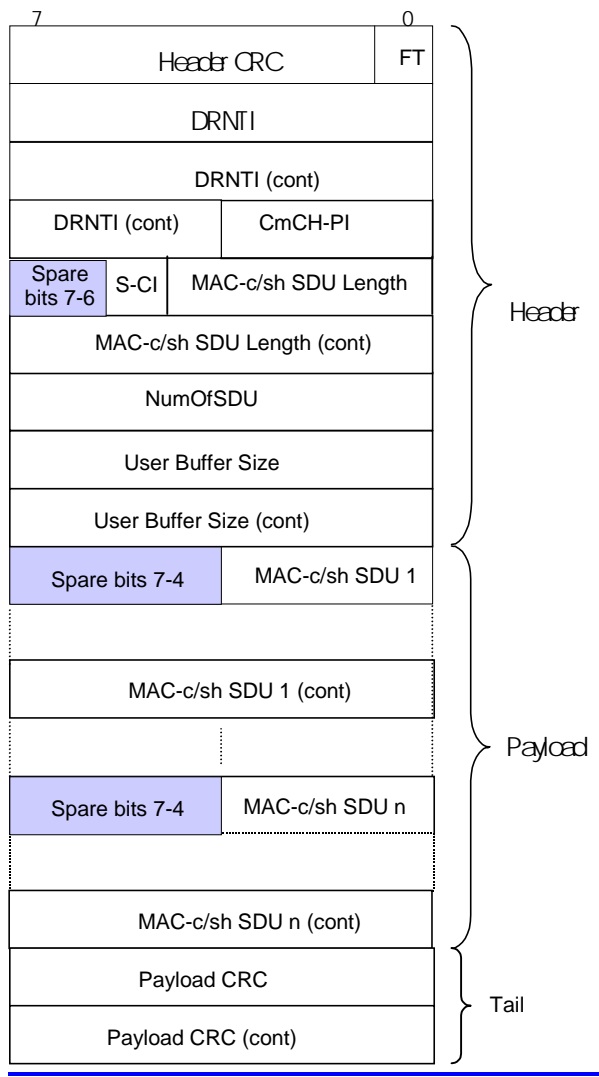 7 0
Header CRC FT
DRNTI
DRNTI (cont)
DRNTI (cont) CmCH-PI
Spare bits 7-6 S-CI MAC-c/sh SDU Length
MAC-c/sh SDU Length (cont)
NumOfSDU
User Buffer Size
User Buffer Size (cont)
Header
Spare bits 7-4 MAC-c/sh SDU 1
MAC-c/sh SDU 1 (cont)
Payload
Spare bits 7-4 MAC-c/sh SDU n
MAC-c/sh SDU n (cont)
Payload CRC
Tail
Payload CRC (cont)